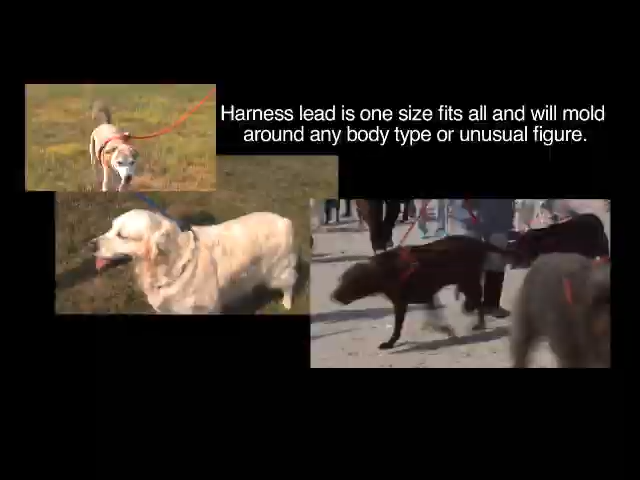 Harness lead is one size fits all and will mold
around any body type or unusual figure.